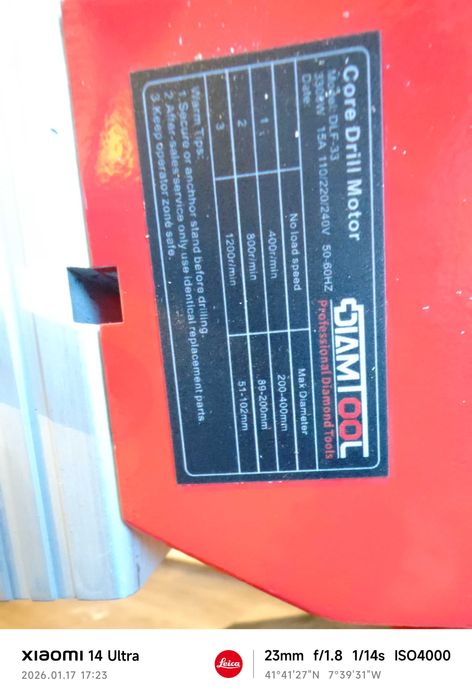 Core Drill Motor
Model: DLF-33
3300W 15A 110/220/240V 50-60HZ
Date:
DIAMTOOL
Professional Diamond Tools
No load speed Max Diameter
1 400r/min 200-400mm
2 800r/min 89-200mm
3 1200r/min 51-102mm
Warm Tips:
1.Secure or anchhor stand before drilling.
2.After-sales service only use identical replacement parts.
3.keep operator zone safe.
XIAOMI 14 Ultra
2026.01.17 17:23
Leica
23mm f/1.8 1/14s ISO4000
41°41'27"N 7°39'31"W